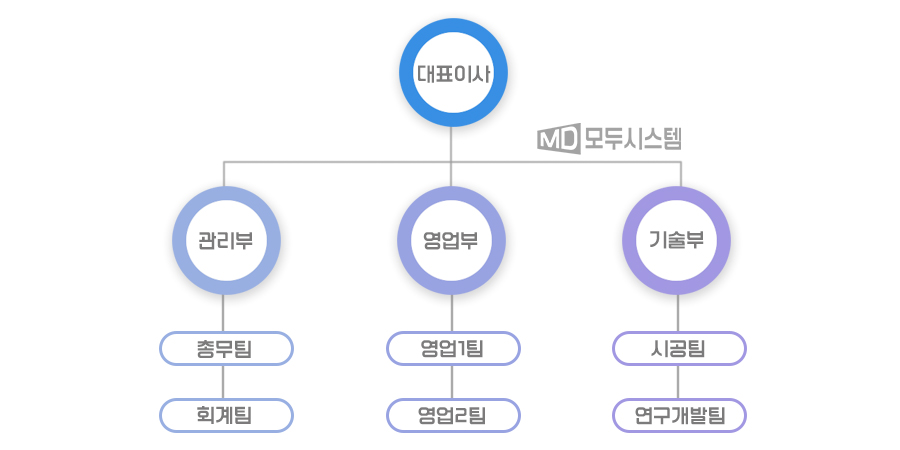 대표이사
MD 모두시스템
관리부
영업부
기술부
총무팀
영업1팀
시공팀
회계팀
영업2팀
연구개발팀